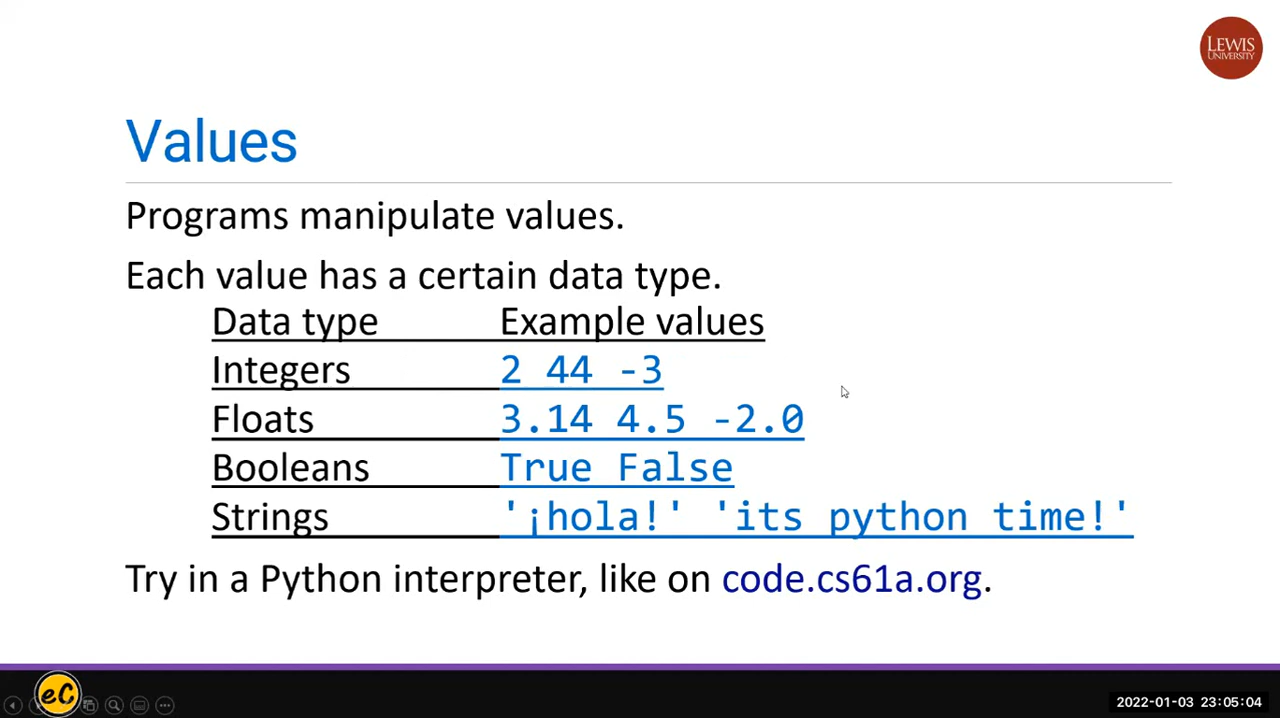 LEWIS
UNIVERSITY
Values
Programs manipulate values.
Each value has a certain data type.
Data type Example values
Integers 2 44 -3
Floats 3.14 4.5 -2.0
Booleans True False
Strings '¡hola!' 'its python time!'
Try in a Python interpreter, like on code.cs61a.org.
eC
2022-01-03 23:05:04